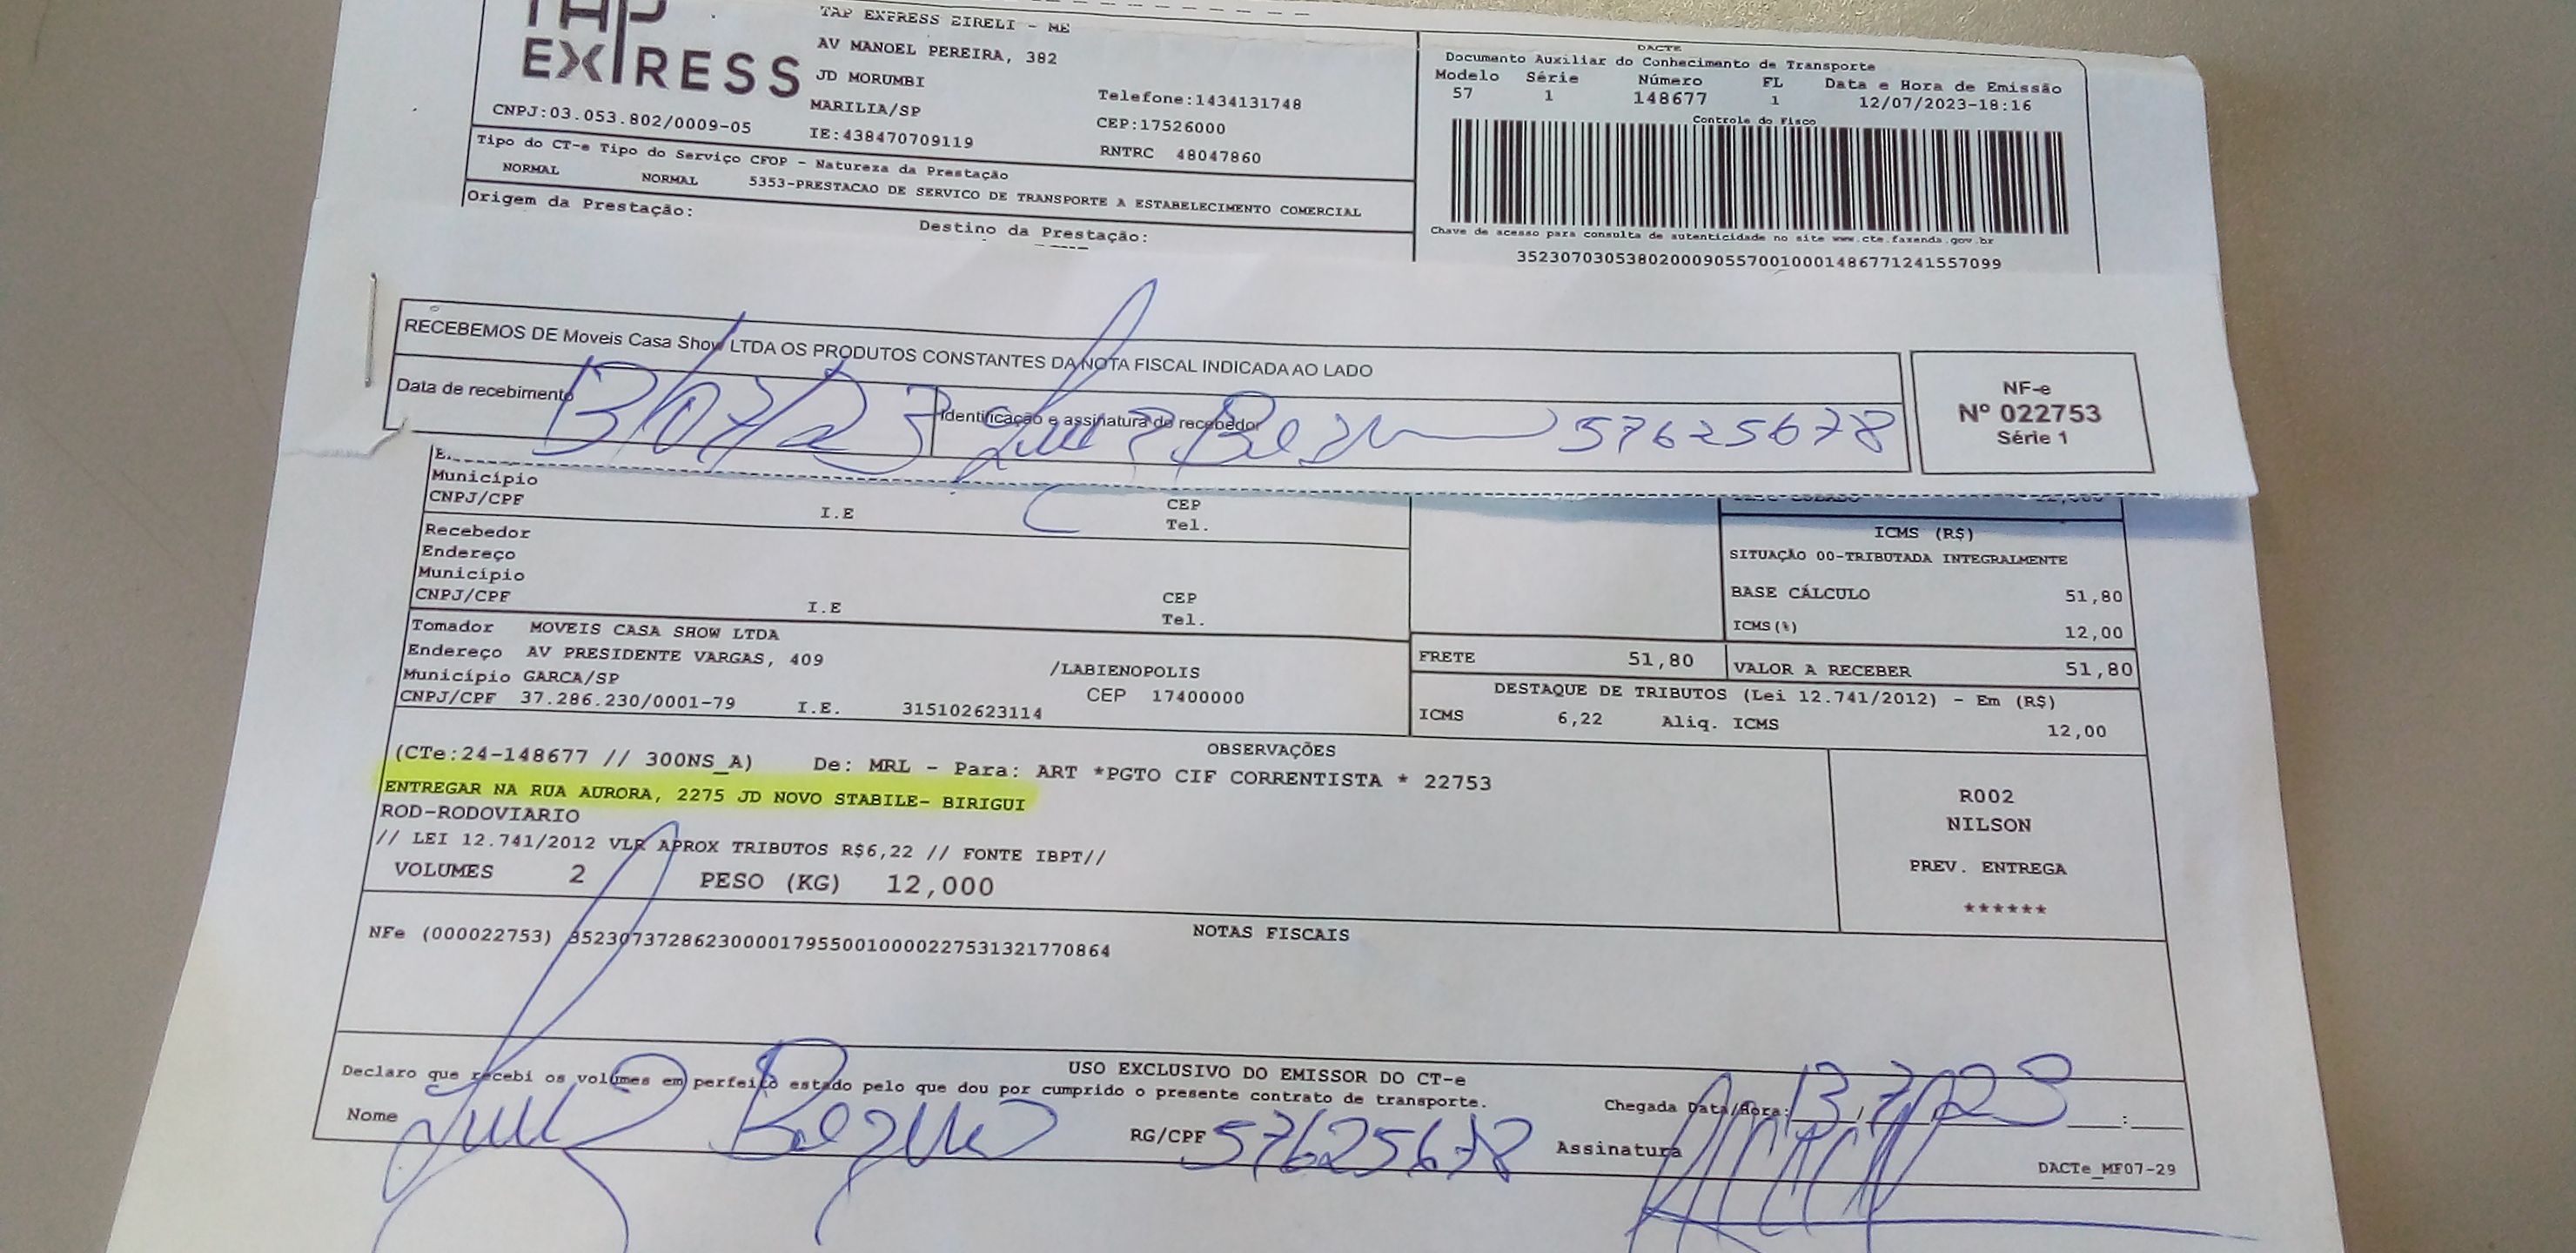 TAP
EXPRESS
TAP EXPRESS EIRELI - ME
AV MANOEL PEREIRA, 382
JD MORUMBI
MARILIA/SP
IE:438470709119
Telefone:1434131748
CEP:17526000
RNTRC 48047860
CNPJ:03.053.802/0009-05
Tipo do CT-e Tipo do Serviço CFOP - Natureza da Prestação
NORMAL NORMAL 5353-PRESTACAO DE SERVICO DE TRANSPORTE A ESTABELECIMENTO COMERCIAL
Origem da Prestação: Destino da Prestação:
DACTE
Documento Auxiliar do Conhecimento de Transporte
Modelo Série Número FL Data e Hora de Emissão
57 1 148677 1 12/07/2023-18:16
Controle do Fisco
Chave de acesso para consulta de autenticidade no site www.cte.fazenda.gov.br
35230703053802000905570010001486771241557099
RECEBEMOS DE Moveis Casa Show LTDA OS PRODUTOS CONSTANTES DA NOTA FISCAL INDICADA AO LADO
Data de recebimento 13/07/23
Identificação e assinatura do recebedor Luiz 57625678
NF-e
Nº 022753
Série 1
Município CEP
CNPJ/CPF I.E Tel.
Recebedor
Endereço
Município CEP
CNPJ/CPF I.E Tel.
Tomador MOVEIS CASA SHOW LTDA
Endereço AV PRESIDENTE VARGAS, 409 /LABIENOPOLIS
Município GARCA/SP CEP 17400000
CNPJ/CPF 37.286.230/0001-79 I.E. 315102623114
ICMS (R$)
SITUAÇÃO 00-TRIBUTADA INTEGRALMENTE
BASE CÁLCULO 51,80
ICMS(%) 12,00
FRETE 51,80 VALOR A RECEBER 51,80
DESTAQUE DE TRIBUTOS (Lei 12.741/2012) - Em (R$)
ICMS 6,22 Aliq. ICMS 12,00
OBSERVAÇÕES
(CTe:24-148677 // 300NS_A) De: MRL - Para: ART *PGTO CIF CORRENTISTA * 22753
ENTREGAR NA RUA AURORA, 2275 JD NOVO STABILE- BIRIGUI
ROD-RODOVIARIO
// LEI 12.741/2012 VLR APROX TRIBUTOS R$6,22 // FONTE IBPT//
VOLUMES 2 PESO (KG) 12,000
R002
NILSON
PREV. ENTREGA
******
NOTAS FISCAIS
NFe (000022753) 35230737286230000179550010000227531321770864
USO EXCLUSIVO DO EMISSOR DO CT-e
Declaro que recebi os volumes em perfeito estado pelo que dou por cumprido o presente contrato de transporte.
Chegada Data/Hora: 13/7/23 :
Nome Luiz RG/CPF 57625678 Assinatura
DACTe_MF07-29